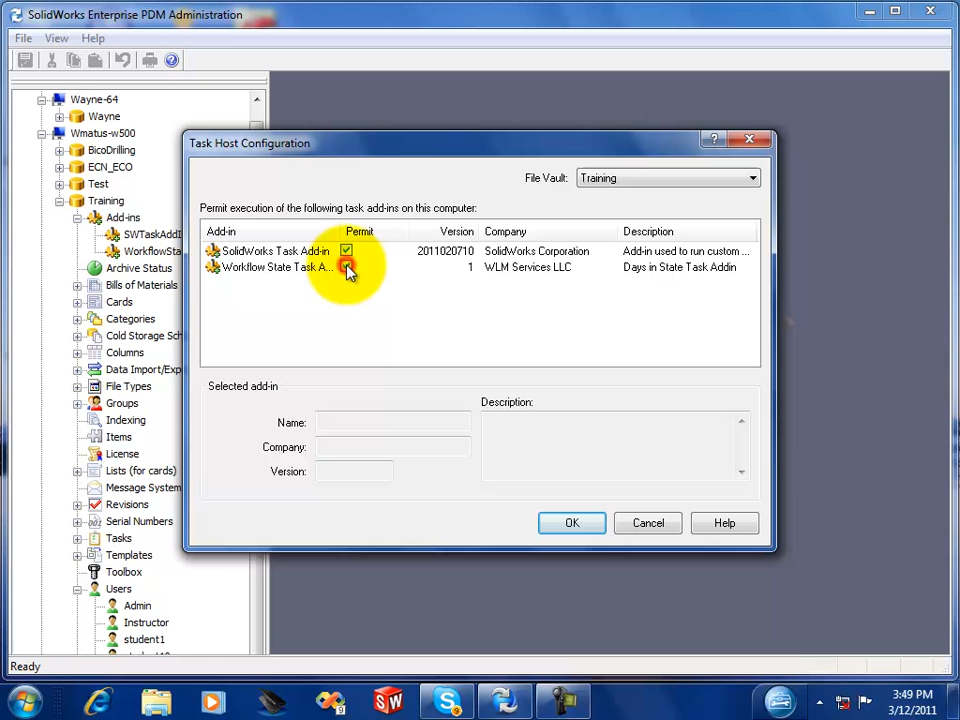 SolidWorks Enterprise PDM Administration
File View Help
Wayne-64
Wayne
Wmatus-w500
BicoDrilling
ECN_ECO
Test
Training
Add-ins
SWTaskAddI
WorkflowSta
Archive Status
Bills of Materials
Cards
Categories
Cold Storage Sch
Columns
Data Import/Exp
File Types
Groups
Indexing
Items
License
Lists (for cards)
Message System
Revisions
Serial Numbers
Tasks
Templates
Toolbox
Users
Admin
Instructor
student1
Task Host Configuration
File Vault: Training
Permit execution of the following task add-ins on this computer:
Add-in Permit Version Company Description
SolidWorks Task Add-in 2011020710 SolidWorks Corporation Add-in used to run custom ...
Workflow State Task A... 1 WLM Services LLC Days in State Task Addin
Selected add-in
Name:
Company:
Version:
Description:
OK Cancel Help
Ready
9
SW
3:49 PM
3/12/2011